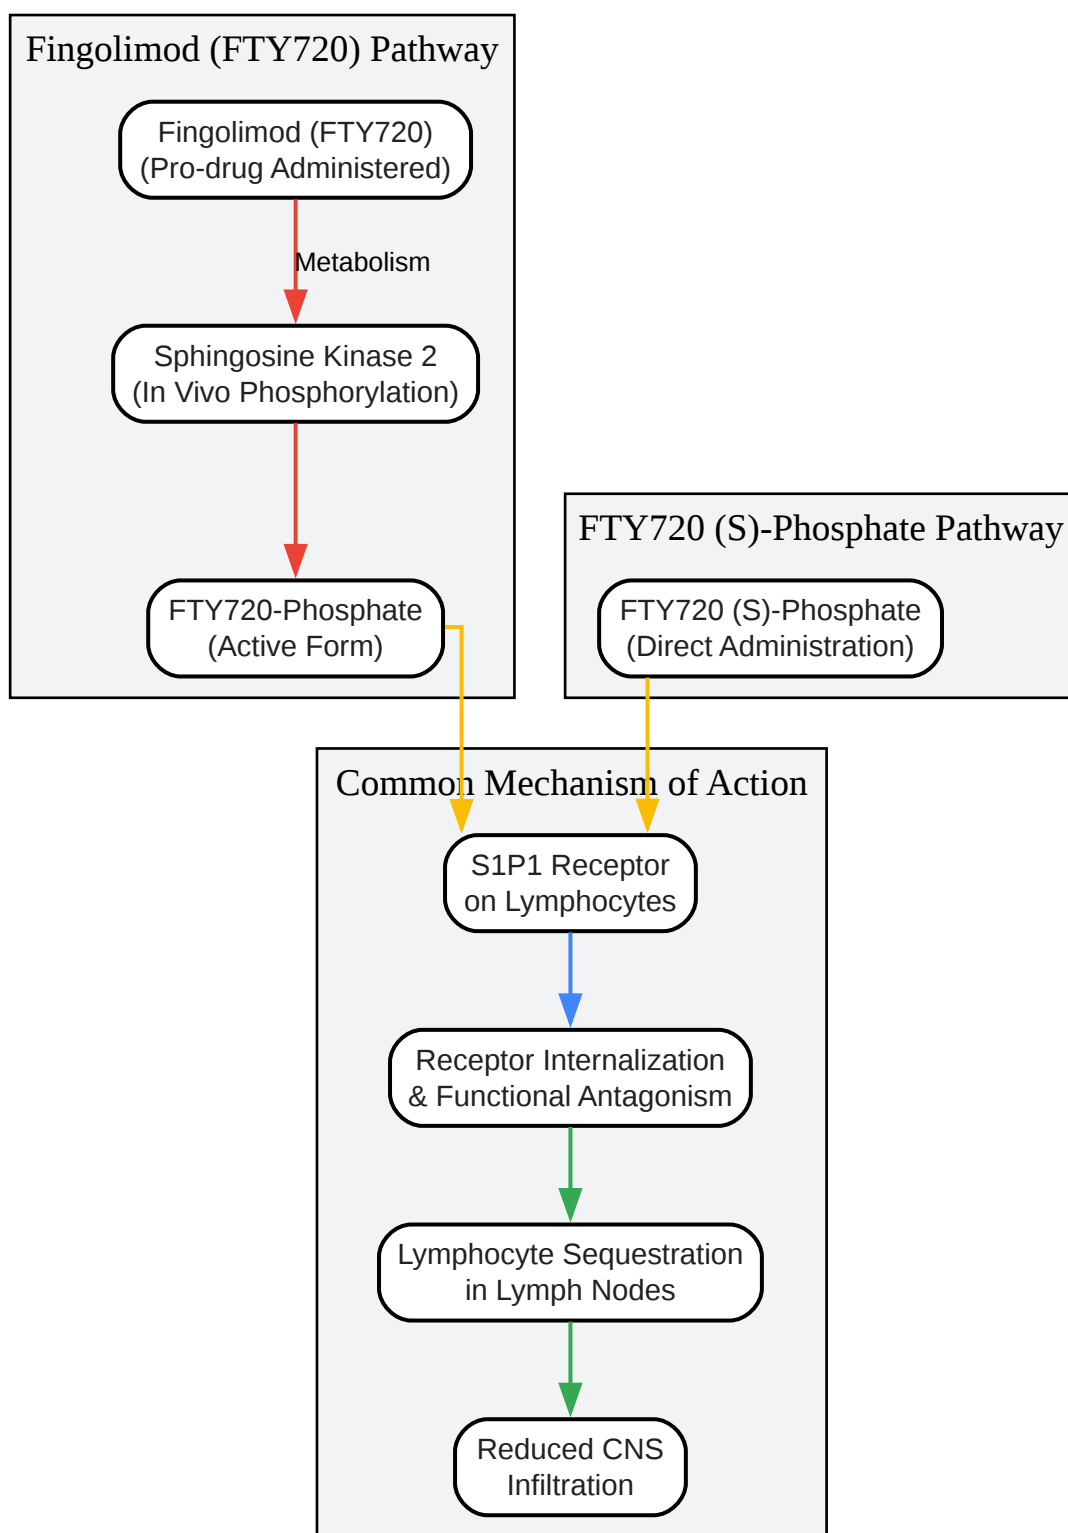 Fingolimod (FTY720) Pathway
Fingolimod (FTY720)
(Pro-drug Administered)
Metabolism
Sphingosine Kinase 2
(In Vivo Phosphorylation)
FTY720-Phosphate
(Active Form)
FTY720 (S)-Phosphate Pathway
FTY720 (S)-Phosphate
(Direct Administration)
Common Mechanism of Action
S1P1 Receptor
on Lymphocytes
Receptor Internalization
& Functional Antagonism
Lymphocyte Sequestration
in Lymph Nodes
Reduced CNS
Infiltration